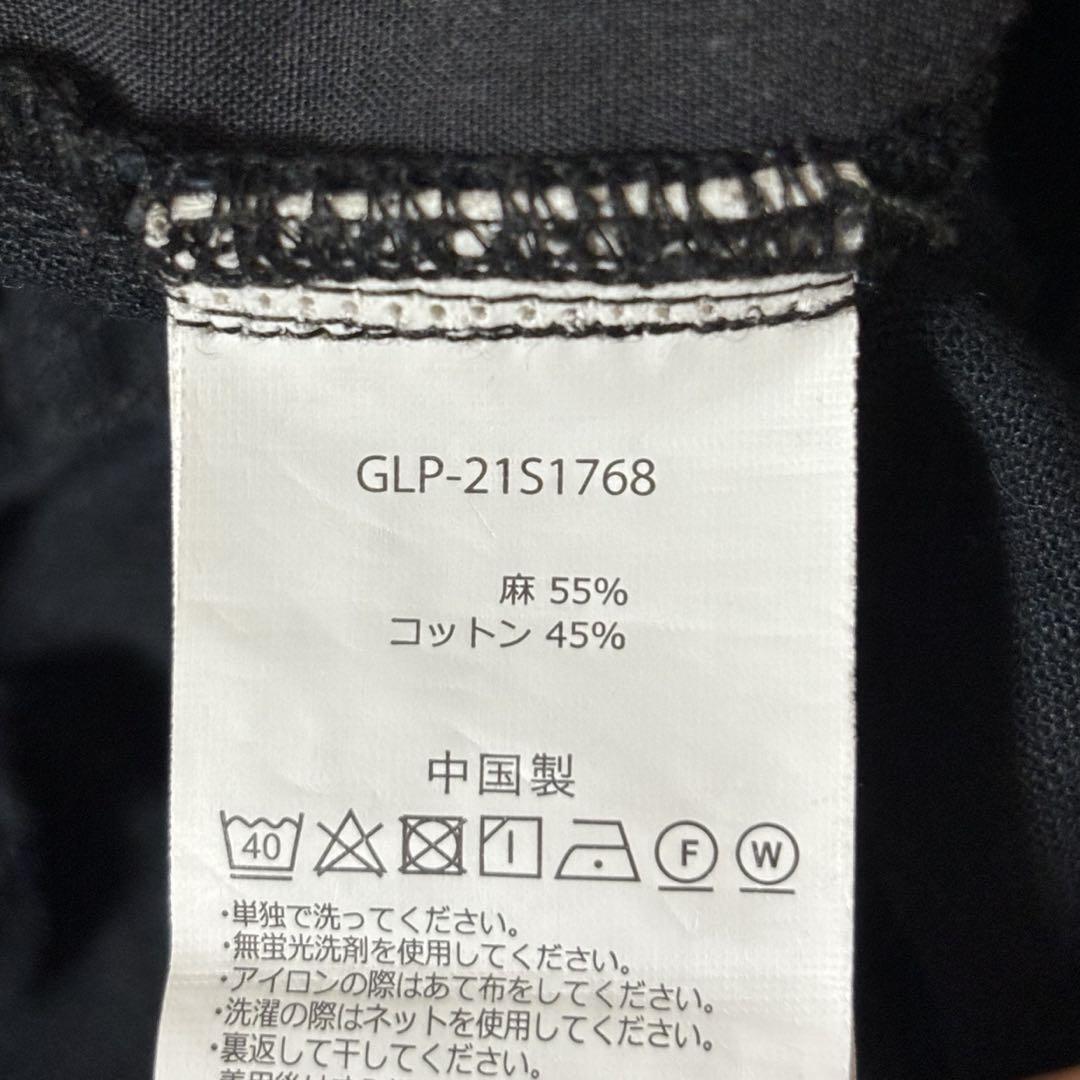 GLP-21S1768
麻 55%
コットン 45%
中国製
40 F W
・単独で洗ってください。
・無蛍光洗剤を使用してください。
・アイロンの際はあて布をしてください。
・洗濯の際はネットを使用してください。
・裏返して干してください。